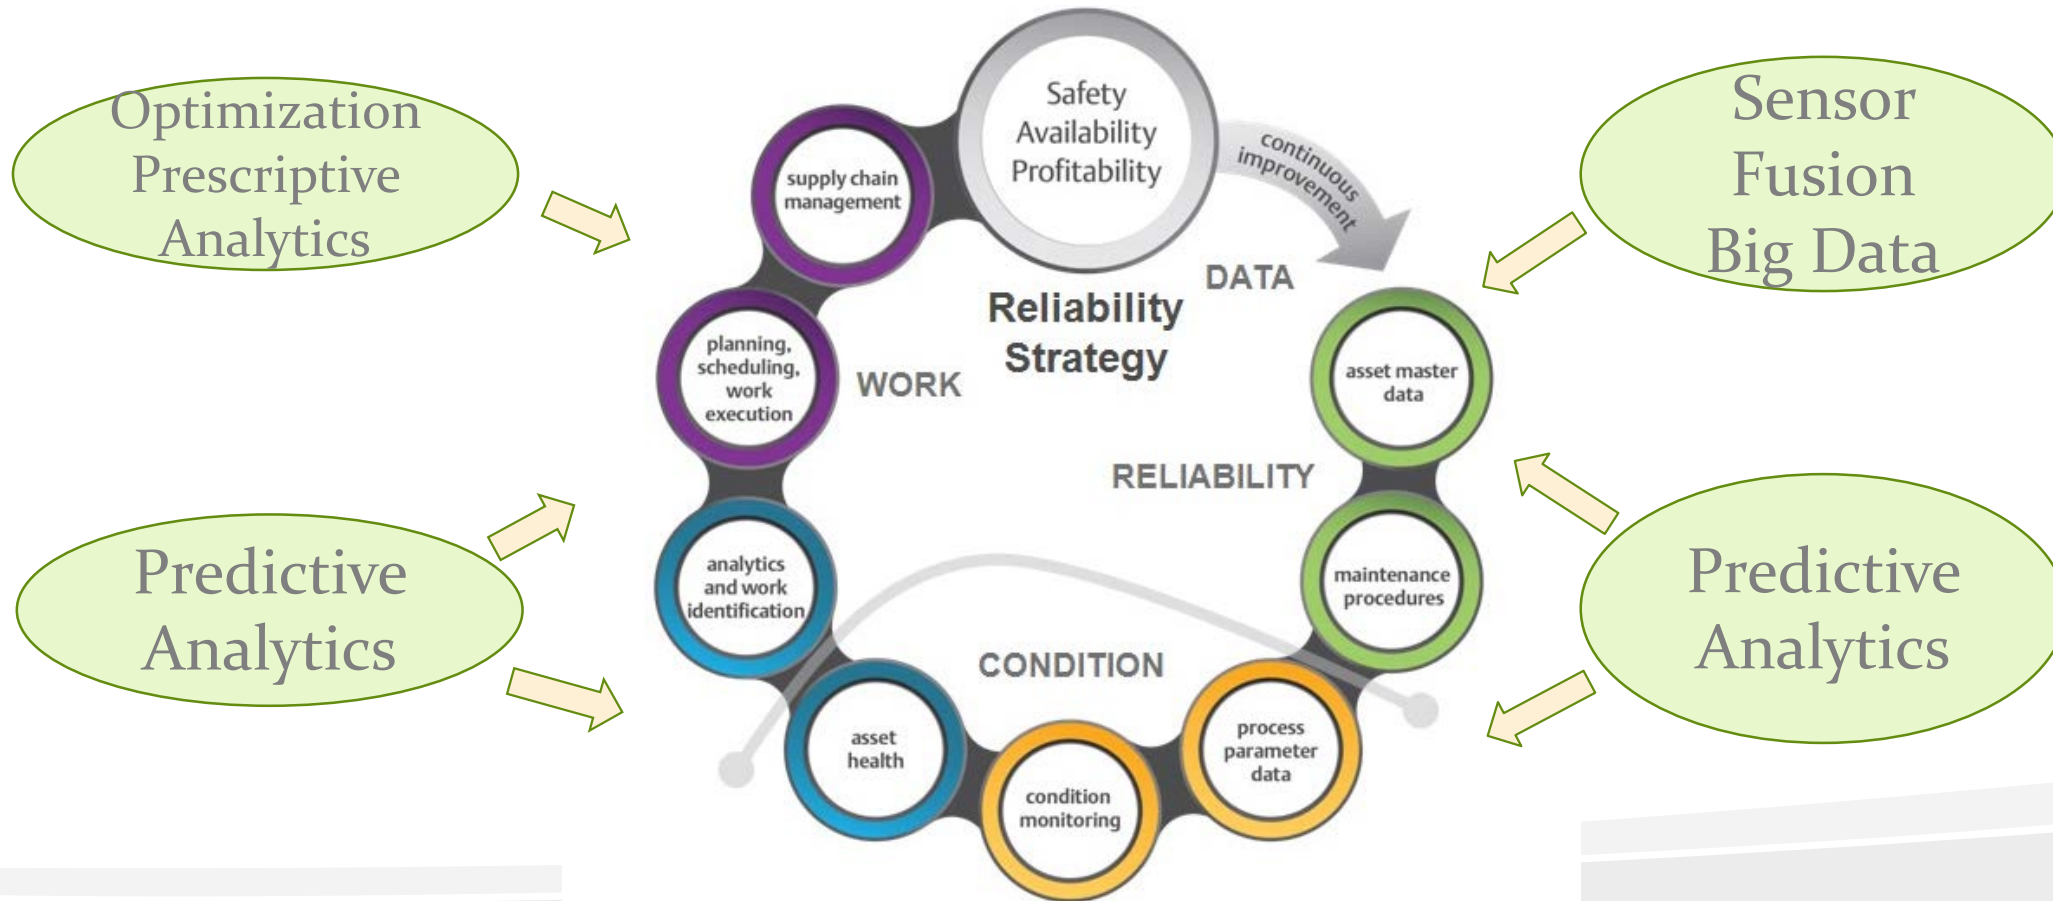 Optimization
Prescriptive
Analytics
Safety
Availability
Profitability
continuous
improvement
Sensor
Fusion
Big Data
supply chain
management
DATA
Reliability
Strategy
planning,
scheduling,
work
execution
WORK
asset master
data
RELIABILITY
Predictive
Analytics
analytics
and work
identification
maintenance
procedures
Predictive
Analytics
CONDITION
asset
health
process
parameter
data
condition
monitoring